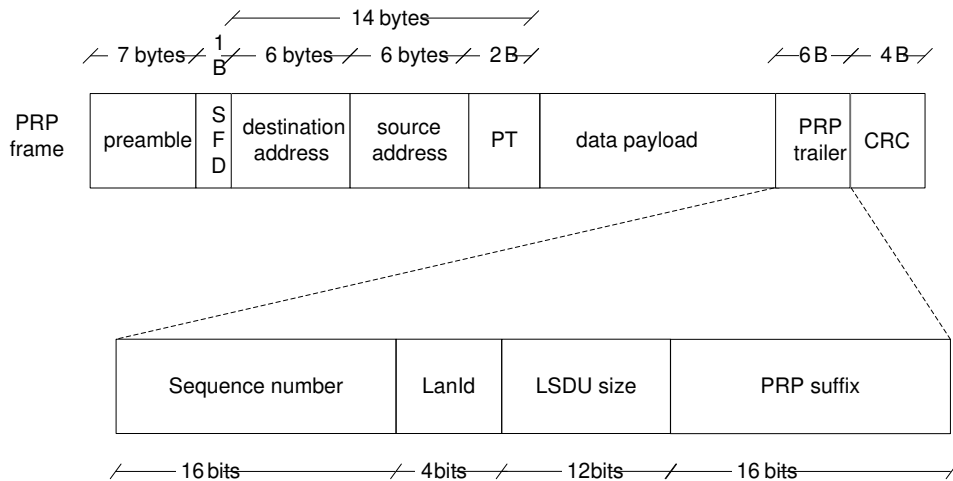 14 bytes
7 bytes
1
B
6 bytes
6 bytes
2 B
6 B
4 B
PRP
frame
preamble
S
F
D
destination
address
source
address
PT
data payload
PRP
trailer
CRC
Sequence number
LanId
LSDU size
PRP suffix
16 bits
4bits
12bits
16 bits